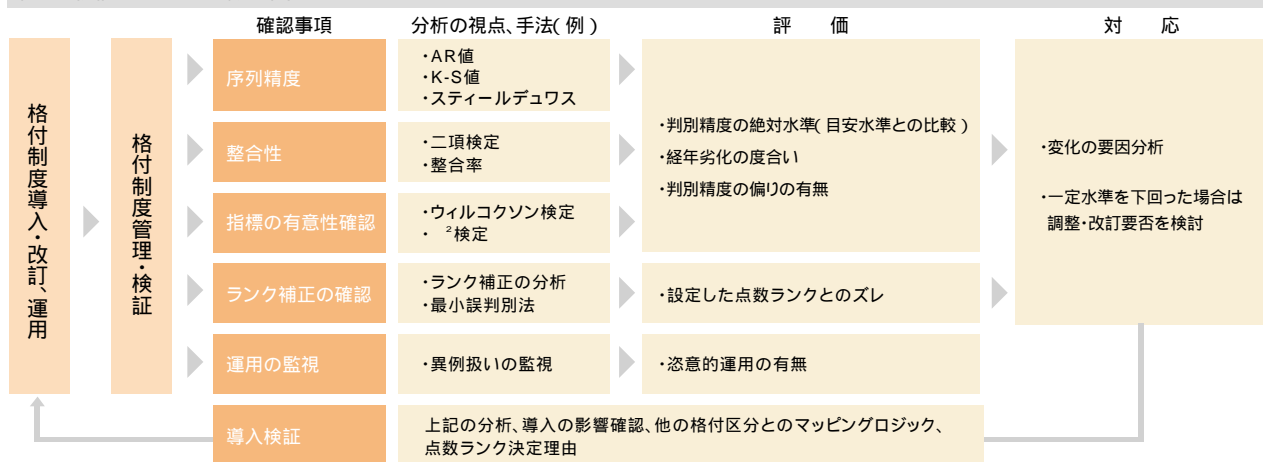 確認事項
分析の視点、手法(例)
評 価
対 応
格付制度導入・改訂、運用
格付制度管理・検証
序列精度
・AR値
・K-S値
・スティールデュワス
整合性
・二項検定
・整合率
指標の有意性確認
・ウィルコクソン検定
・ ²検定
・判別精度の絶対水準(目安水準との比較)
・経年劣化の度合い
・判別精度の偏りの有無
ランク補正の確認
・ランク補正の分析
・最小誤判別法
・設定した点数ランクとのズレ
運用の監視
・異例扱いの監視
・恣意的運用の有無
・変化の要因分析
・一定水準を下回った場合は
調整・改訂要否を検討
導入検証
上記の分析、導入の影響確認、他の格付区分とのマッピングロジック、
点数ランク決定理由